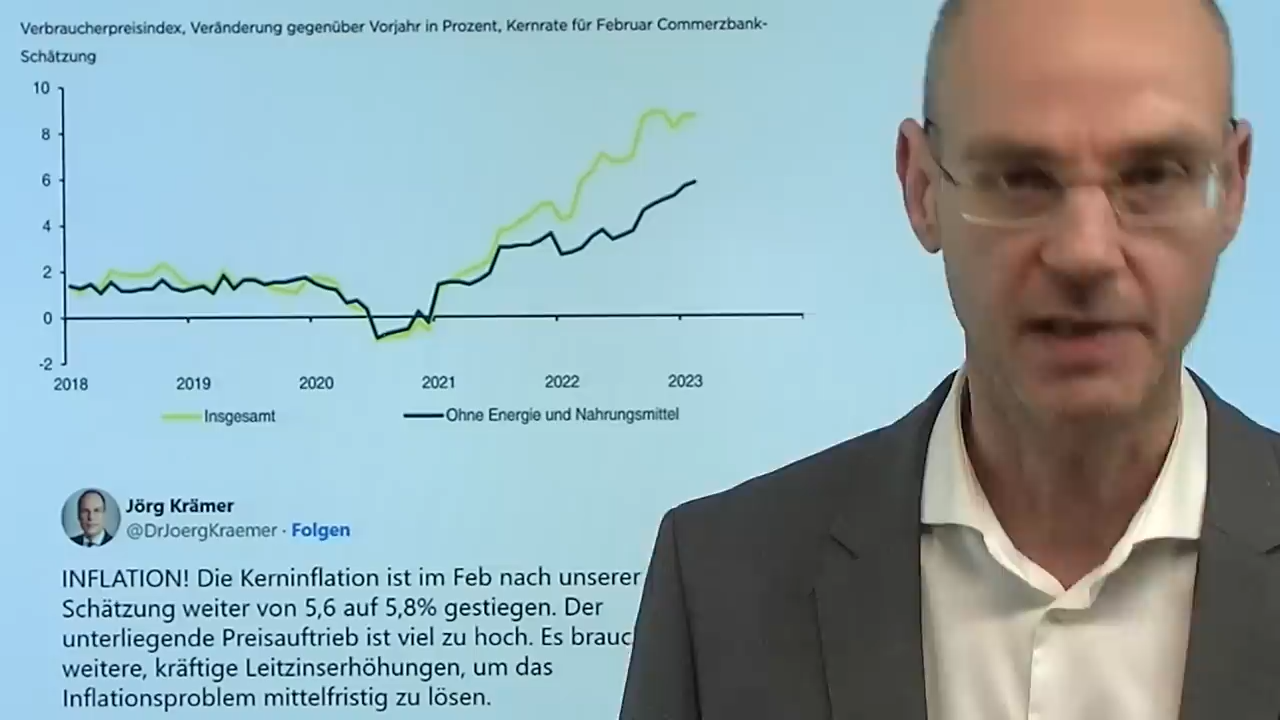 Verbraucherpreisindex, Veränderung gegenüber Vorjahr in Prozent, Kernrate für Februar Commerzbank-
Schätzung
10
8
6
4
2
0
-2
2018 2019 2020 2021 2022 2023
Insgesamt Ohne Energie und Nahrungsmittel
Jörg Krämer
@DrJoergKraemer · Folgen
INFLATION! Die Kerninflation ist im Feb nach unserer
Schätzung weiter von 5,6 auf 5,8% gestiegen. Der
unterliegende Preisauftrieb ist viel zu hoch. Es brauc
weitere, kräftige Leitzinserhöhungen, um das
Inflationsproblem mittelfristig zu lösen.